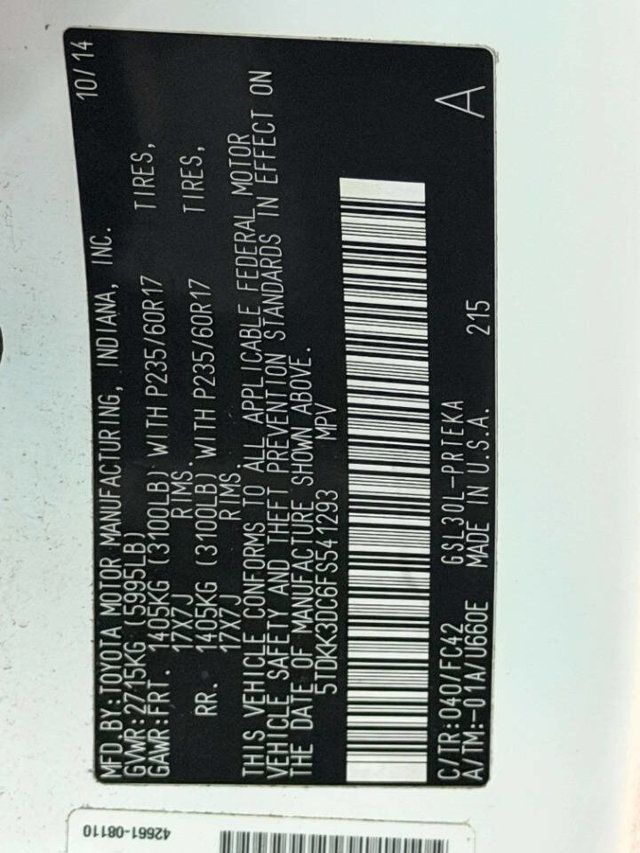 MFD.BY:TOYOTA MOTOR MANUFACTURING, INDIANA, INC. 10/14
GVWR:2715KG (5995LB)
GAWR:FRT. 1405KG (3100LB) WITH P235/60R17 TIRES,
17X7J RIMS.
RR. 1405KG (3100LB) WITH P235/60R17 TIRES,
17X7J RIMS.
THIS VEHICLE CONFORMS TO ALL APPLICABLE FEDERAL MOTOR
VEHICLE SAFETY AND THEFT PREVENTION STANDARDS IN EFFECT ON
THE DATE OF MANUFACTURE SHOWN ABOVE.
5TDKK3DC6FS541293 MPV
C/TR:040/FC42 GSL30L-PRTEKA A
A/TM:-01A/U660E MADE IN U.S.A. 215
42661-08110